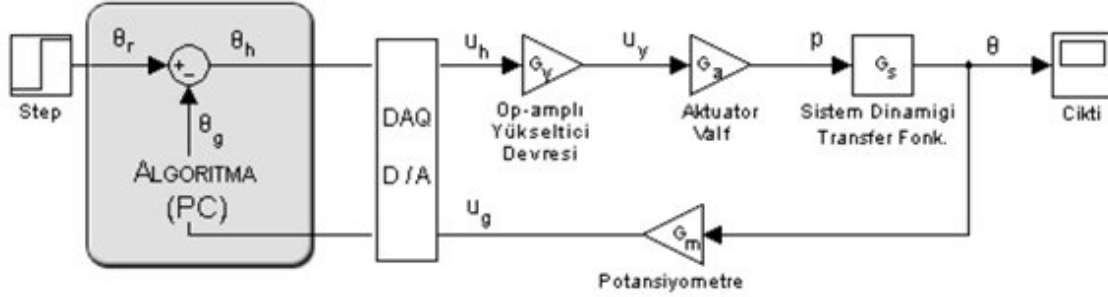 θr
θh
+
-
θg
Step
ALGORITMA
(PC)
DAQ
D/A
uh
Gy
Op-amplı
Yükseltici
Devresi
uy
Ga
Aktuator
Valf
p
Gs
Sistem Dinamigi
Transfer Fonk.
θ
Cikti
ug
Gm
Potansiyometre